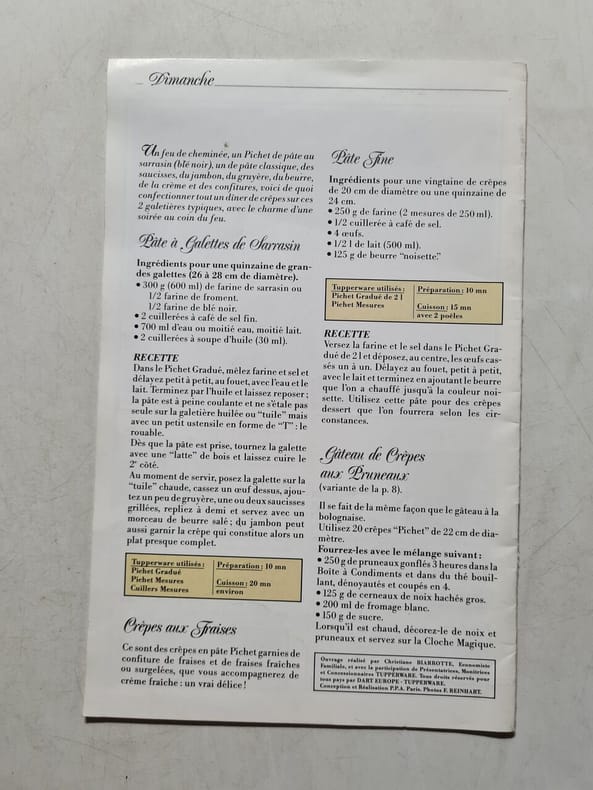 Dimanche
Un feu de cheminée, un Pichet de pâte au
sarrasin (blé noir), un de pâte classique, des
saucisses, du jambon, du gruyère, du beurre,
de la crème et des confitures, voici de quoi
confectionner tout un dîner de crêpes sur ces
2 galetières typiques, avec le charme d'une
soirée au coin du feu.
Pâte à Galettes de Sarrasin
Ingrédients pour une quinzaine de gran-
des galettes (26 à 28 cm de diamètre).
• 300 g (600 ml) de farine de sarrasin ou
1/2 farine de froment.
1/2 farine de blé noir.
• 2 cuillerées à café de sel fin.
• 700 ml d'eau ou moitié eau, moitié lait.
• 2 cuillerées à soupe d'huile (30 ml).
RECETTE
Dans le Pichet Gradué, mêlez farine et sel et
délayez petit à petit, au fouet, avec l'eau et le
lait. Terminez par l'huile et laissez reposer ;
la pâte est à peine coulante et ne s'étale pas
seule sur la galetière huilée ou "tuile" mais
avec un petit ustensile en forme de "T" : le
rouable.
Dès que la pâte est prise, tournez la galette
avec une "latte" de bois et laissez cuire le
2e côté.
Au moment de servir, posez la galette sur la
"tuile" chaude, cassez un œuf dessus, ajou-
tez un peu de gruyère, une ou deux saucisses
grillées, repliez à demi et servez avec un
morceau de beurre salé ; du jambon peut
aussi garnir la crêpe qui constitue alors un
plat presque complet.
Tupperware utilisés :
Pichet Gradué
Pichet Mesures
Cuillers Mesures
Préparation : 10 mn
Cuisson : 20 mn
environ
Crêpes aux Fraises
Ce sont des crêpes en pâte Pichet garnies de
confiture de fraises et de fraises fraîches
ou surgelées, que vous accompagnerez de
crème fraîche : un vrai délice !
Pâte Fine
Ingrédients pour une vingtaine de crêpes
de 20 cm de diamètre ou une quinzaine de
24 cm.
• 250 g de farine (2 mesures de 250 ml).
• 1/2 cuillerée à café de sel.
• 4 œufs.
• 1/2 l de lait (500 ml).
• 125 g de beurre "noisette."
Tupperware utilisés :
Pichet Gradué de 2 l
Pichet Mesures
Préparation : 10 mn
Cuisson : 15 mn
avec 2 poêles
RECETTE
Versez la farine et le sel dans le Pichet Gra-
dué de 2 l et déposez, au centre, les œufs cas-
sés un à un. Délayez au fouet, petit à petit,
avec le lait et terminez en ajoutant le beurre
que l'on a chauffé jusqu'à la couleur noi-
sette. Utilisez cette pâte pour des crêpes
dessert que l'on fourrera selon les cir-
constances.
Gâteau de Crêpes
aux Pruneaux
(variante de la p. 8).
Il se fait de la même façon que le gâteau à la
bolognaise.
Utilisez 20 crêpes "Pichet" de 22 cm de dia-
mètre.
Fourrez-les avec le mélange suivant :
• 250 g de pruneaux gonflés 3 heures dans la
Boîte à Condiments et dans du thé bouil-
lant, dénoyautés et coupés en 4.
• 125 g de cerneaux de noix hachés gros.
• 200 ml de fromage blanc.
• 150 g de sucre.
Lorsqu'il est chaud, décorez-le de noix et
pruneaux et servez sur la Cloche Magique.
Ouvrage réalisé par Christiane BIARROTTE, Economiste
Familiale, et avec la participation de Présentatrices, Monitrices
et Concessionnaires TUPPERWARE. Tous droits réservés pour
tous pays par DART EUROPE - TUPPERWARE.
Conception et Réalisation P.P.A. Paris. Photos F. REINHART.